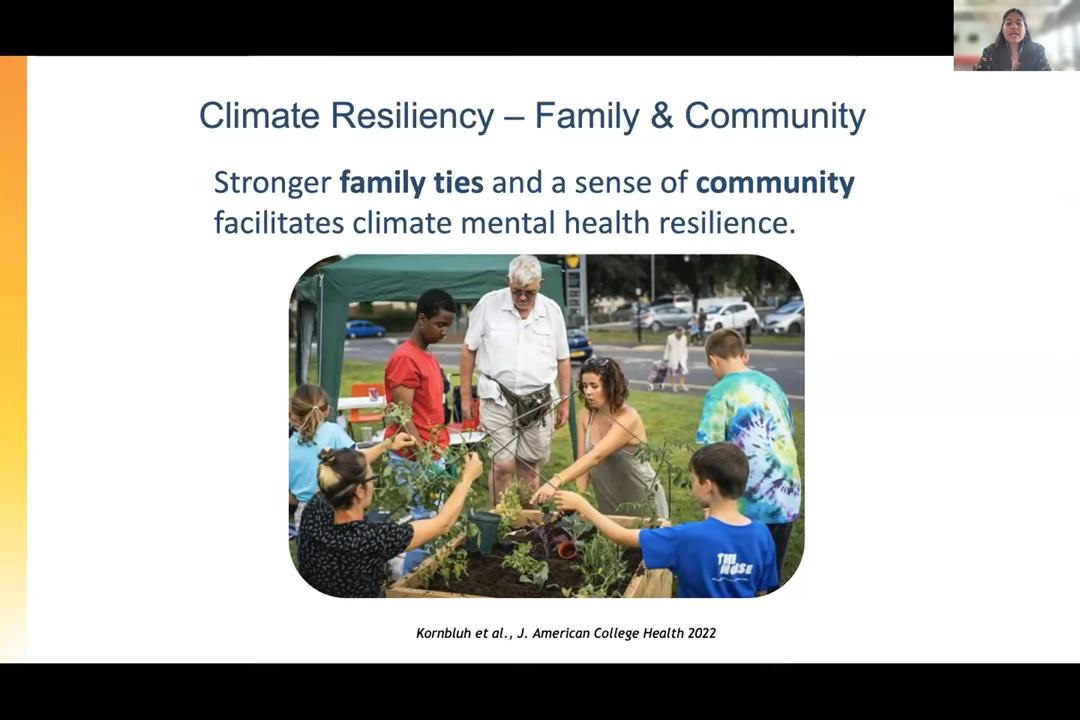 Climate Resiliency – Family & Community
Stronger family ties and a sense of community
facilitates climate mental health resilience.
Kornbluh et al., J. American College Health 2022